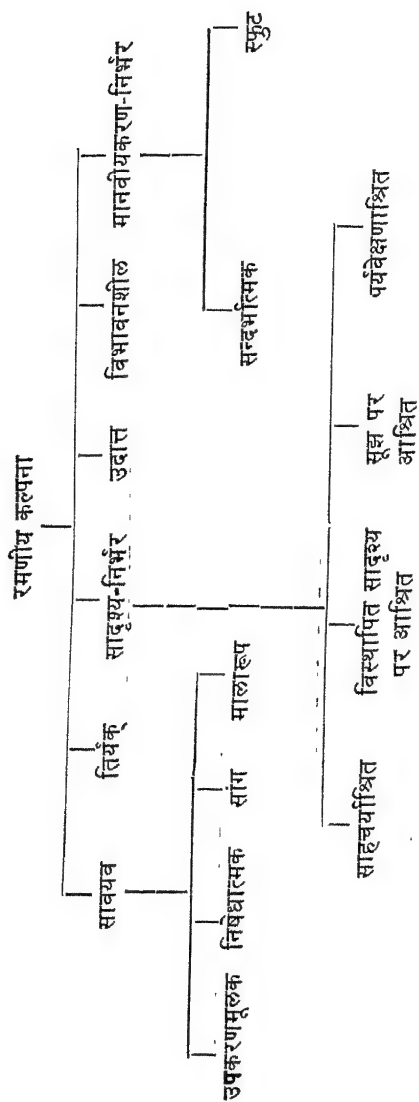 रमणीय कल्पना
सावयव तिर्यक् सादृश्य-निर्भर उदात्त विभावनशील मानवीयकरण-निर्भर
उपकरणमूलक निषेधात्मक सांग मालारूप सन्दर्भात्मक स्फुट
साहचर्याश्रित विस्थापित सादृश्य सूझ पर पर्यवेक्षणाश्रित
पर आश्रित आश्रित